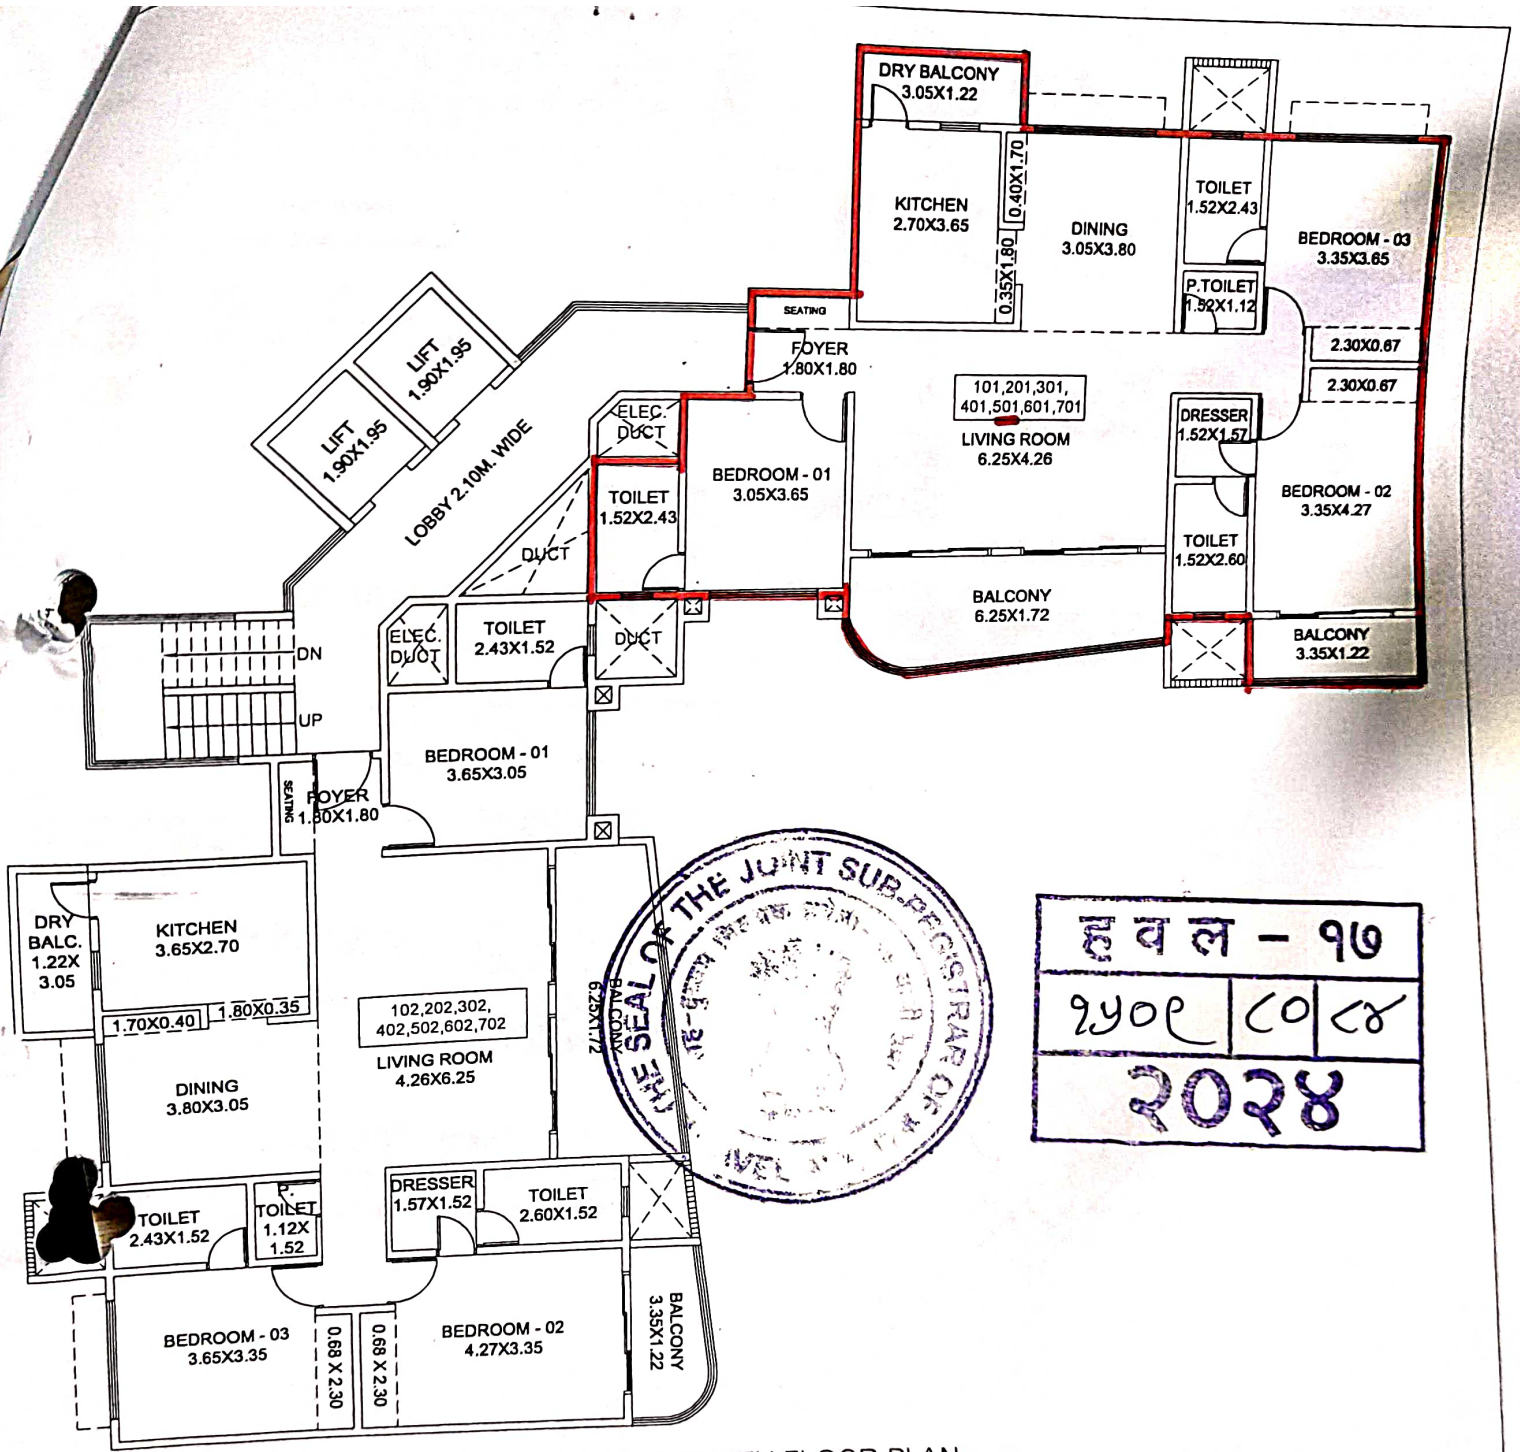 DRY BALCONY
3.05X1.22
KITCHEN
2.70X3.65
0.40X1.70
0.35X1.80
DINING
3.05X3.80
TOILET
1.52X2.43
P.TOILET
1.52X1.12
BEDROOM - 03
3.35X3.65
2.30X0.67
2.30X0.67
SEATING
FOYER
1.80X1.80
101,201,301,
401,501,601,701
LIVING ROOM
6.25X4.26
DRESSER
1.52X1.57
BEDROOM - 02
3.35X4.27
TOILET
1.52X2.60
BALCONY
6.25X1.72
BALCONY
3.35X1.22
BEDROOM - 01
3.05X3.65
TOILET
1.52X2.43
ELEC.
DUCT
DUCT
DUCT
LIFT
1.90X1.95
LIFT
1.90X1.95
LOBBY 2.10M. WIDE
DN
UP
ELEC.
DUCT
TOILET
2.43X1.52
BEDROOM - 01
3.65X3.05
SEATING
FOYER
1.80X1.80
DRY
BALC.
1.22X
3.05
KITCHEN
3.65X2.70
1.70X0.40
1.80X0.35
DINING
3.80X3.05
102,202,302,
402,502,602,702
LIVING ROOM
4.26X6.25
BALCONY
6.25X1.72
TOILET
2.43X1.52
P.
TOILET
1.12X
1.52
DRESSER
1.57X1.52
TOILET
2.60X1.52
BEDROOM - 03
3.65X3.35
0.68 X 2.30
0.68 X 2.30
BEDROOM - 02
4.27X3.35
BALCONY
3.35X1.22
THE SEAL OF THE JOINT SUB-REGISTRAR OF
हवल - १७
१५०९ ८० ८४
२०२४
FLOOR PLAN